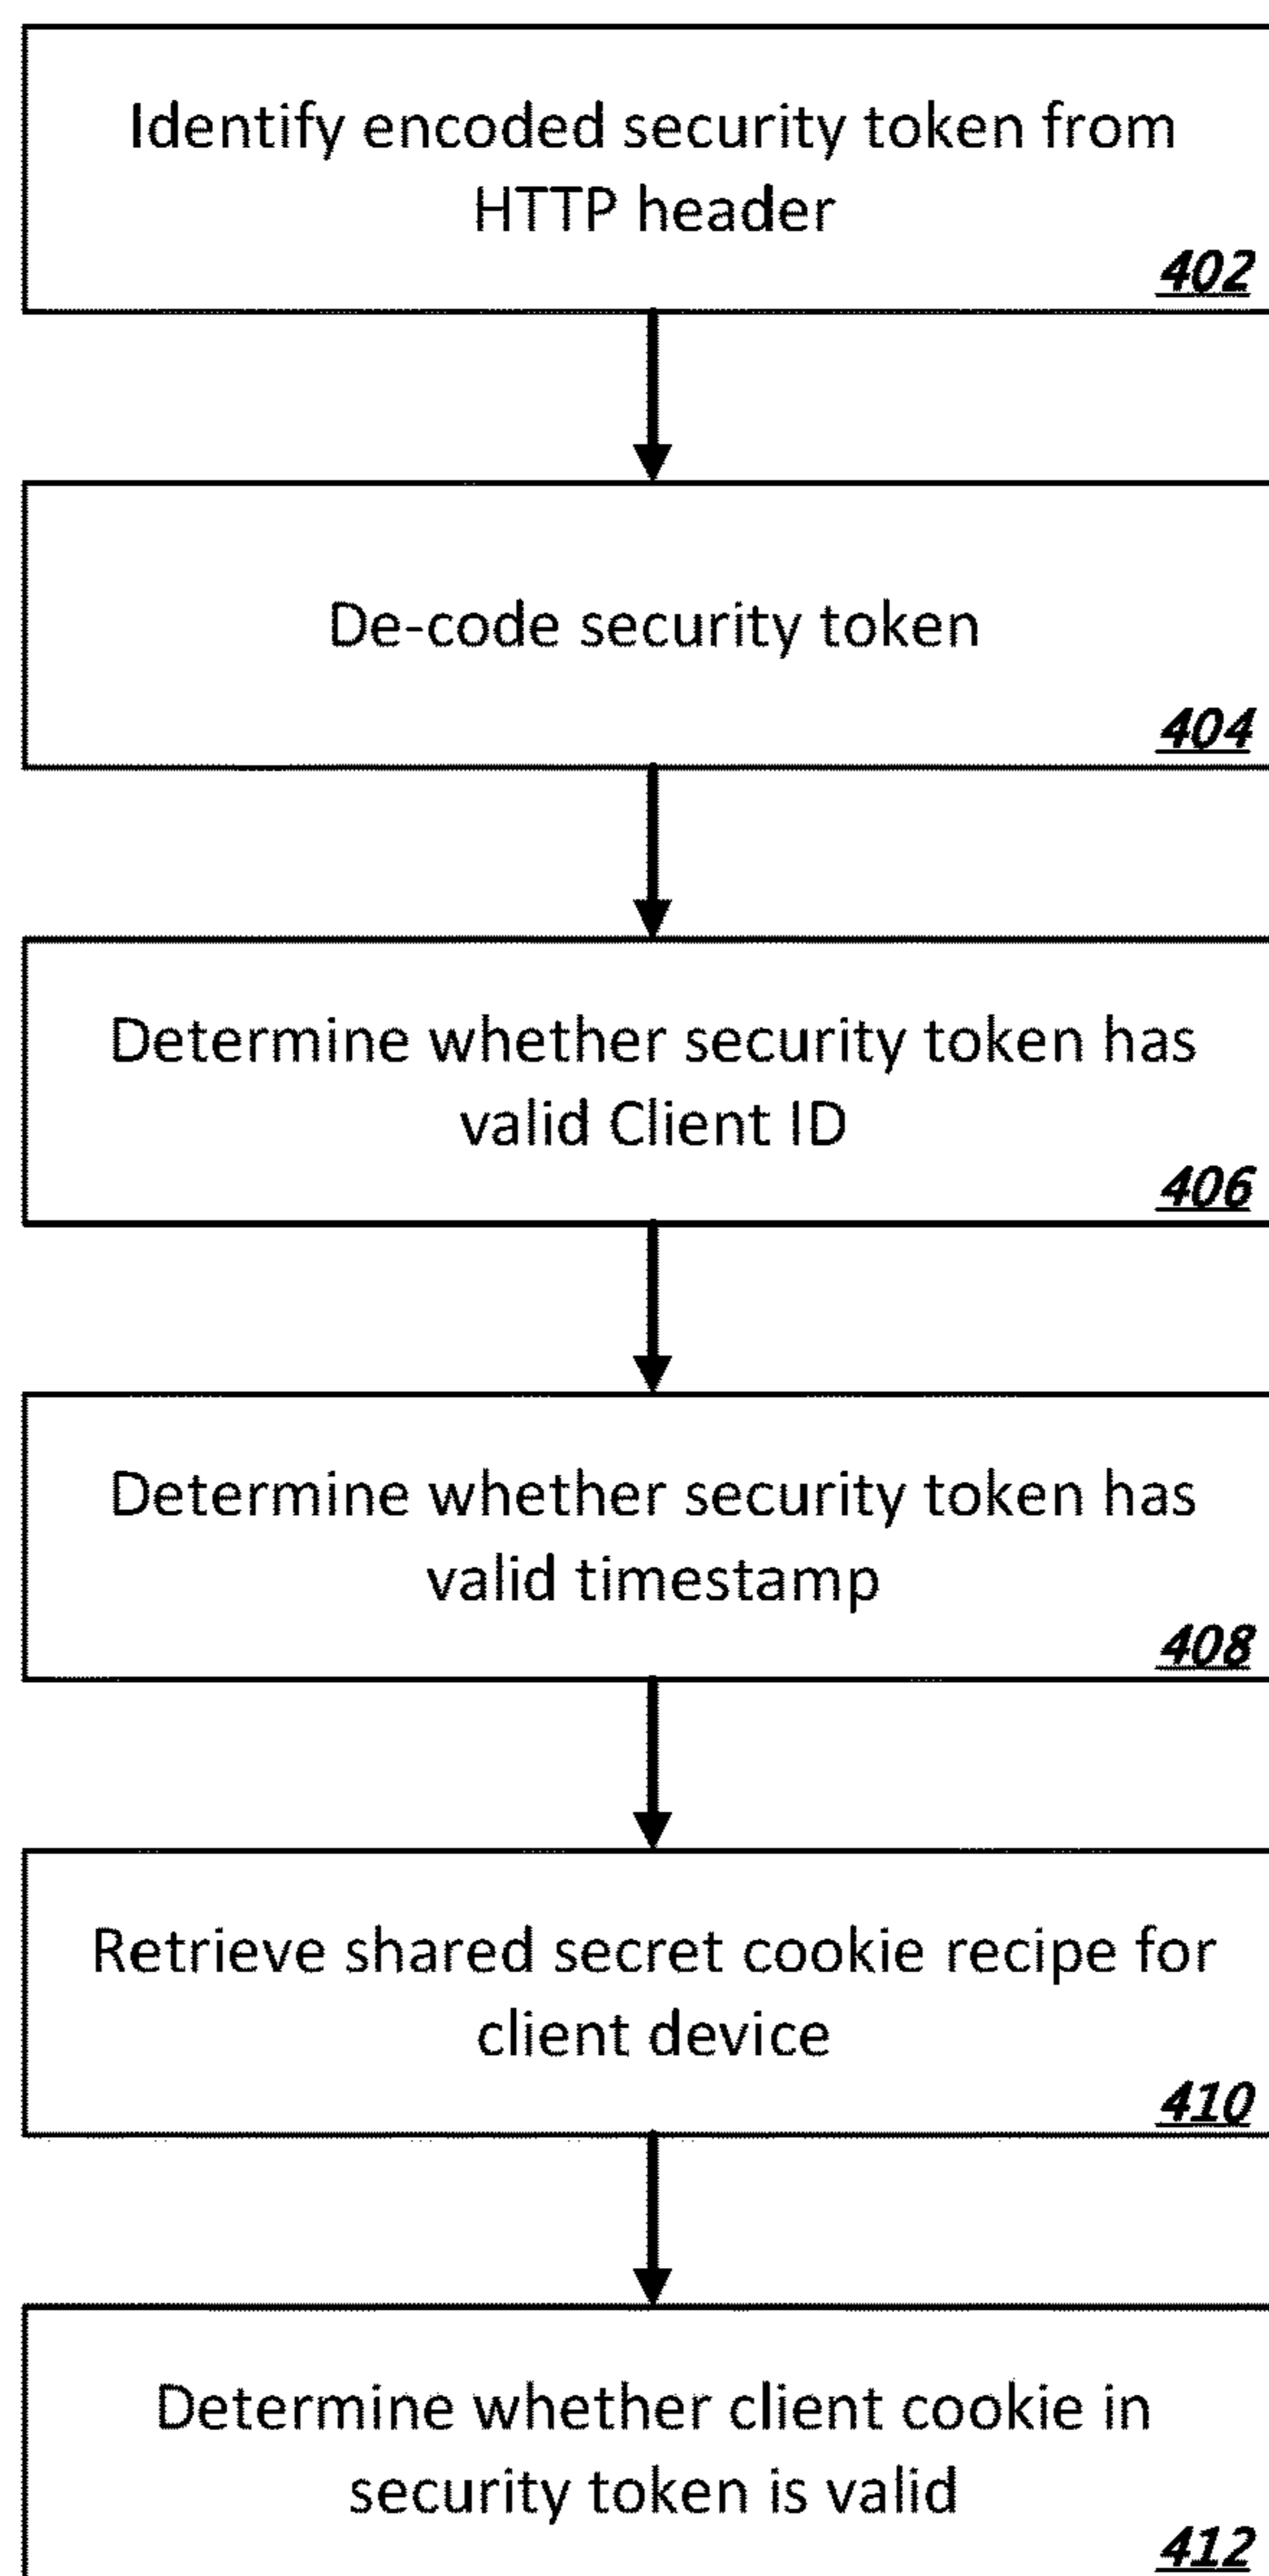 Identify encoded security token from
HTTP header
402
De-code security token
404
Determine whether security token has
valid Client ID
406
Determine whether security token has
valid timestamp
408
Retrieve shared secret cookie recipe for
client device
410
Determine whether client cookie in
security token is valid
412